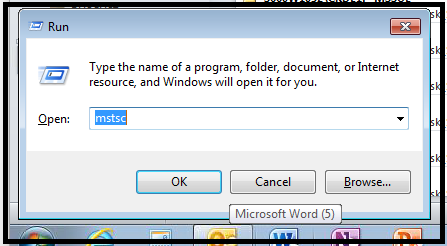 Run
Type the name of a program, folder, document, or Internet
resource, and Windows will open it for you.
Open: mstsc
OK Cancel Browse...
Microsoft Word (5)